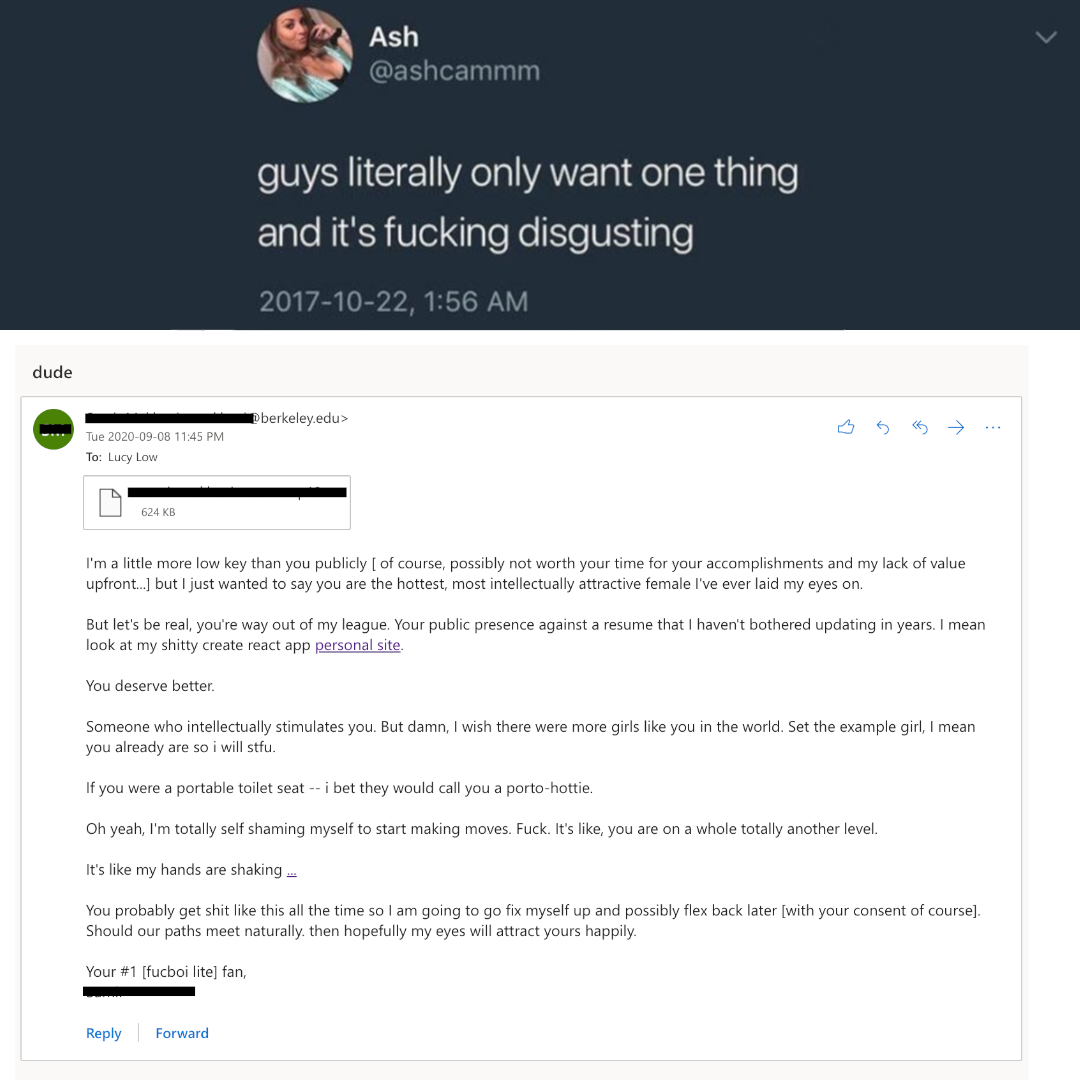 Ash
@ashcammm
guys literally only want one thing
and it's fucking disgusting
2017-10-22, 1:56 AM
dude
@berkeley.edu>
Tue 2020-09-08 11:45 PM
To: Lucy Low
624 KB
I'm a little more low key than you publicly [ of course, possibly not worth your time for your accomplishments and my lack of value
upfront...] but I just wanted to say you are the hottest, most intellectually attractive female I've ever laid my eyes on.
But let's be real, you're way out of my league. Your public presence against a resume that I haven't bothered updating in years. I mean
look at my shitty create react app personal site.
You deserve better.
Someone who intellectually stimulates you. But damn, I wish there were more girls like you in the world. Set the example girl, I mean
you already are so i will stfu.
If you were a portable toilet seat -- i bet they would call you a porto-hottie.
Oh yeah, I'm totally self shaming myself to start making moves. Fuck. It's like, you are on a whole totally another level.
It's like my hands are shaking ...
You probably get shit like this all the time so I am going to go fix myself up and possibly flex back later [with your consent of course].
Should our paths meet naturally. then hopefully my eyes will attract yours happily.
Your #1 [fucboi lite] fan,
Reply Forward